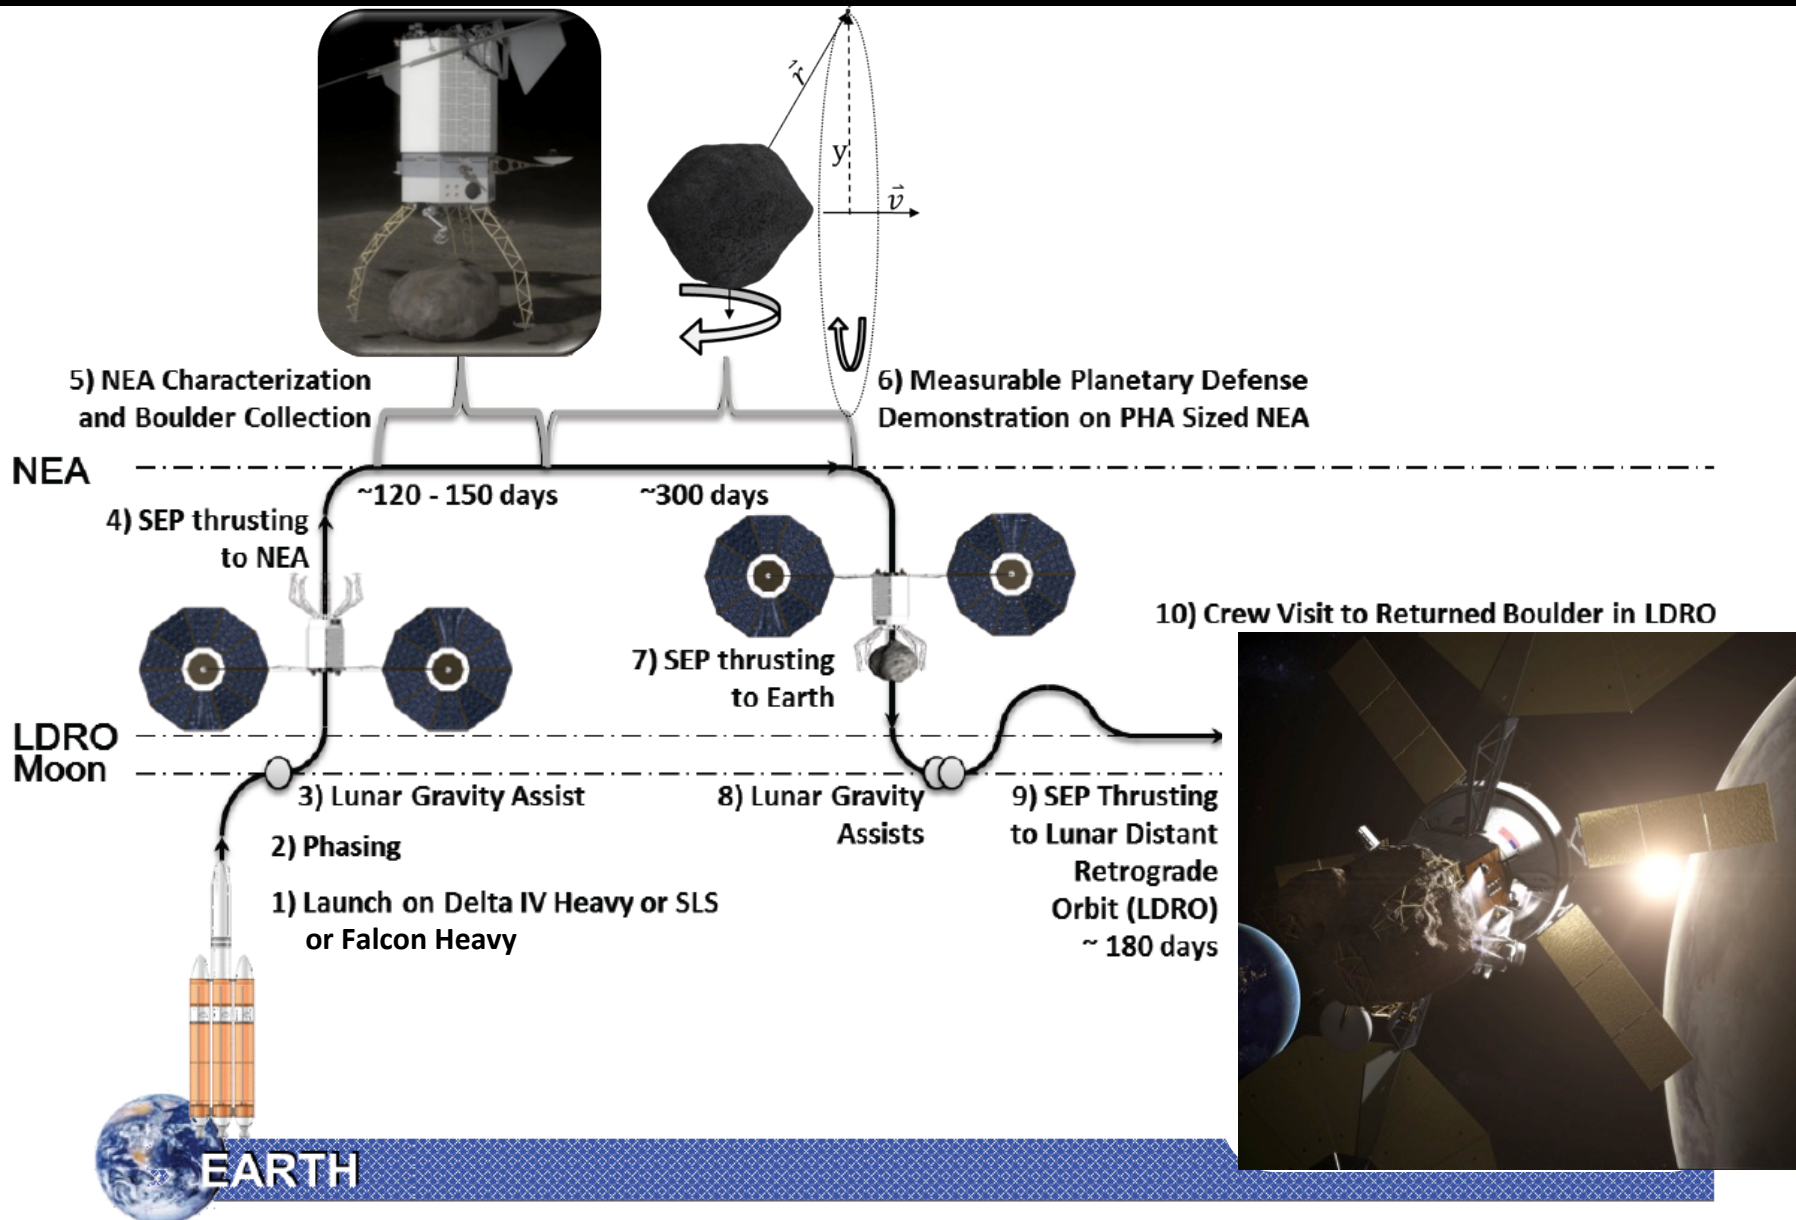 r⃗
y
v⃗
5) NEA Characterization
and Boulder Collection
6) Measurable Planetary Defense
Demonstration on PHA Sized NEA
NEA
~120 - 150 days
~300 days
4) SEP thrusting
to NEA
10) Crew Visit to Returned Boulder in LDRO
7) SEP thrusting
to Earth
LDRO
Moon
3) Lunar Gravity Assist
8) Lunar Gravity
Assists
9) SEP Thrusting
to Lunar Distant
Retrograde
Orbit (LDRO)
~ 180 days
2) Phasing
1) Launch on Delta IV Heavy or SLS
or Falcon Heavy
EARTH